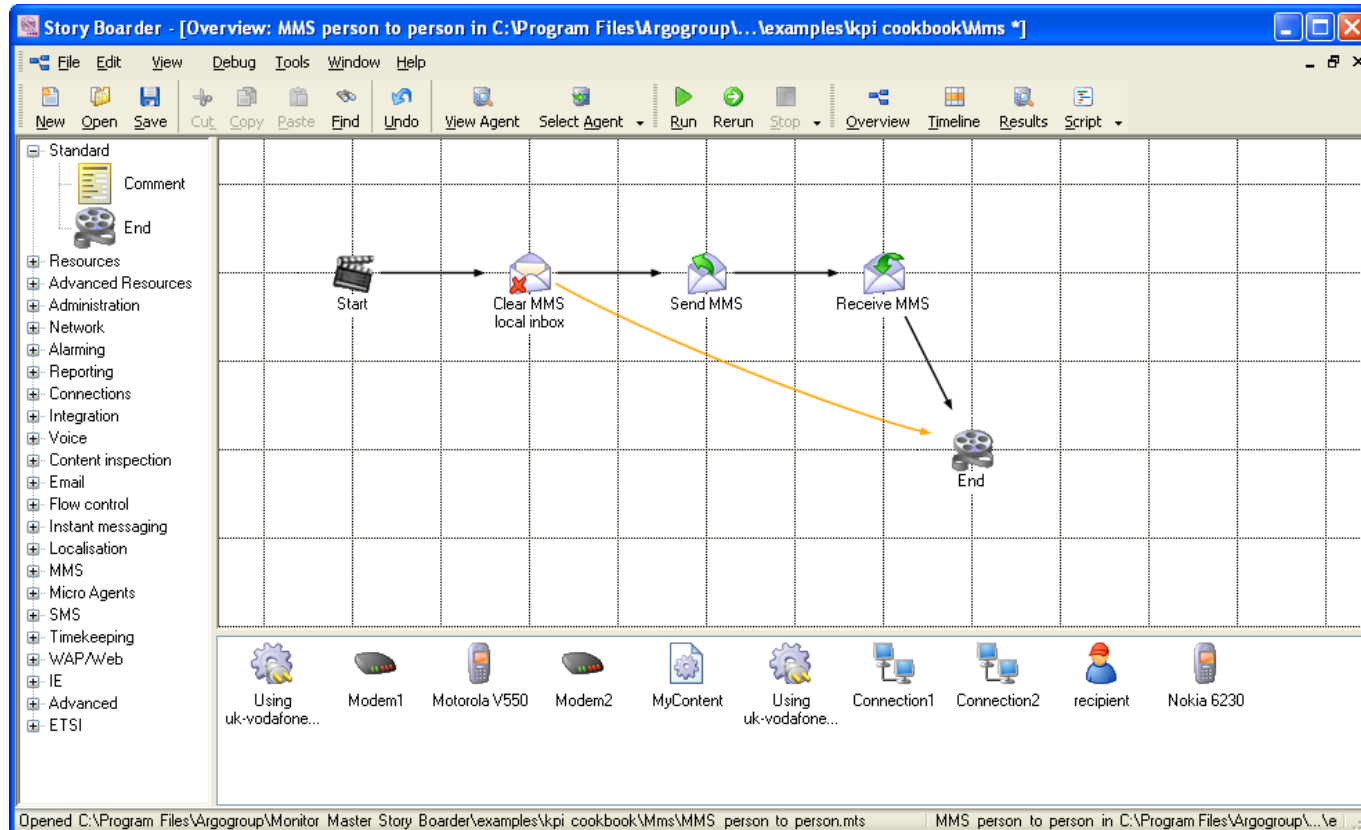 Story Boarder - [Overview: MMS person to person in C:\Program Files\Argogroup\...\examples\kpi cookbook\Mms *]
File Edit View Debug Tools Window Help
New Open Save Cut Copy Paste Find Undo View Agent Select Agent Run Rerun Stop Overview Timeline Results Script
Standard
Comment
End
Resources
Advanced Resources
Administration
Network
Alarming
Reporting
Connections
Integration
Voice
Content inspection
Email
Flow control
Instant messaging
Localisation
MMS
Micro Agents
SMS
Timekeeping
WAP/Web
IE
Advanced
ETSI
Start
Clear MMS
local inbox
Send MMS
Receive MMS
End
Using
uk-vodafone...
Modem1
Motorola V550
Modem2
MyContent
Using
uk-vodafone...
Connection1
Connection2
recipient
Nokia 6230
Opened C:\Program Files\Argogroup\Monitor Master Story Boarder\examples\kpi cookbook\Mms\MMS person to person.mts
MMS person to person in C:\Program Files\Argogroup\...\e